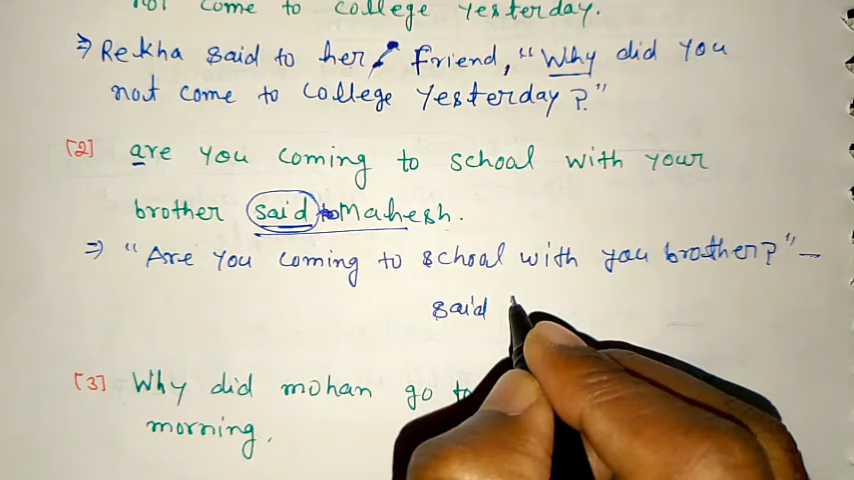 not come to college yesterday.
⇒ Rekha said to her friend, "Why did you
not come to college yesterday?"
[2] are you coming to school with your
brother said to Mahesh.
⇒ "Are you coming to school with you brother?" –
said
[3] Why did mohan go to
morning.